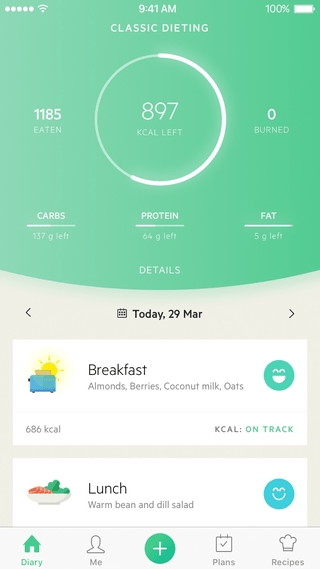 9:41 AM
100%
CLASSIC DIETING
1185
EATEN
897
KCAL LEFT
0
BURNED
CARBS
137 g left
PROTEIN
64 g left
FAT
5 g left
DETAILS
Today, 29 Mar
Breakfast
Almonds, Berries, Coconut milk, Oats
686 kcal
KCAL: ON TRACK
Lunch
Warm bean and dill salad
Diary
Me
Plans
Recipes